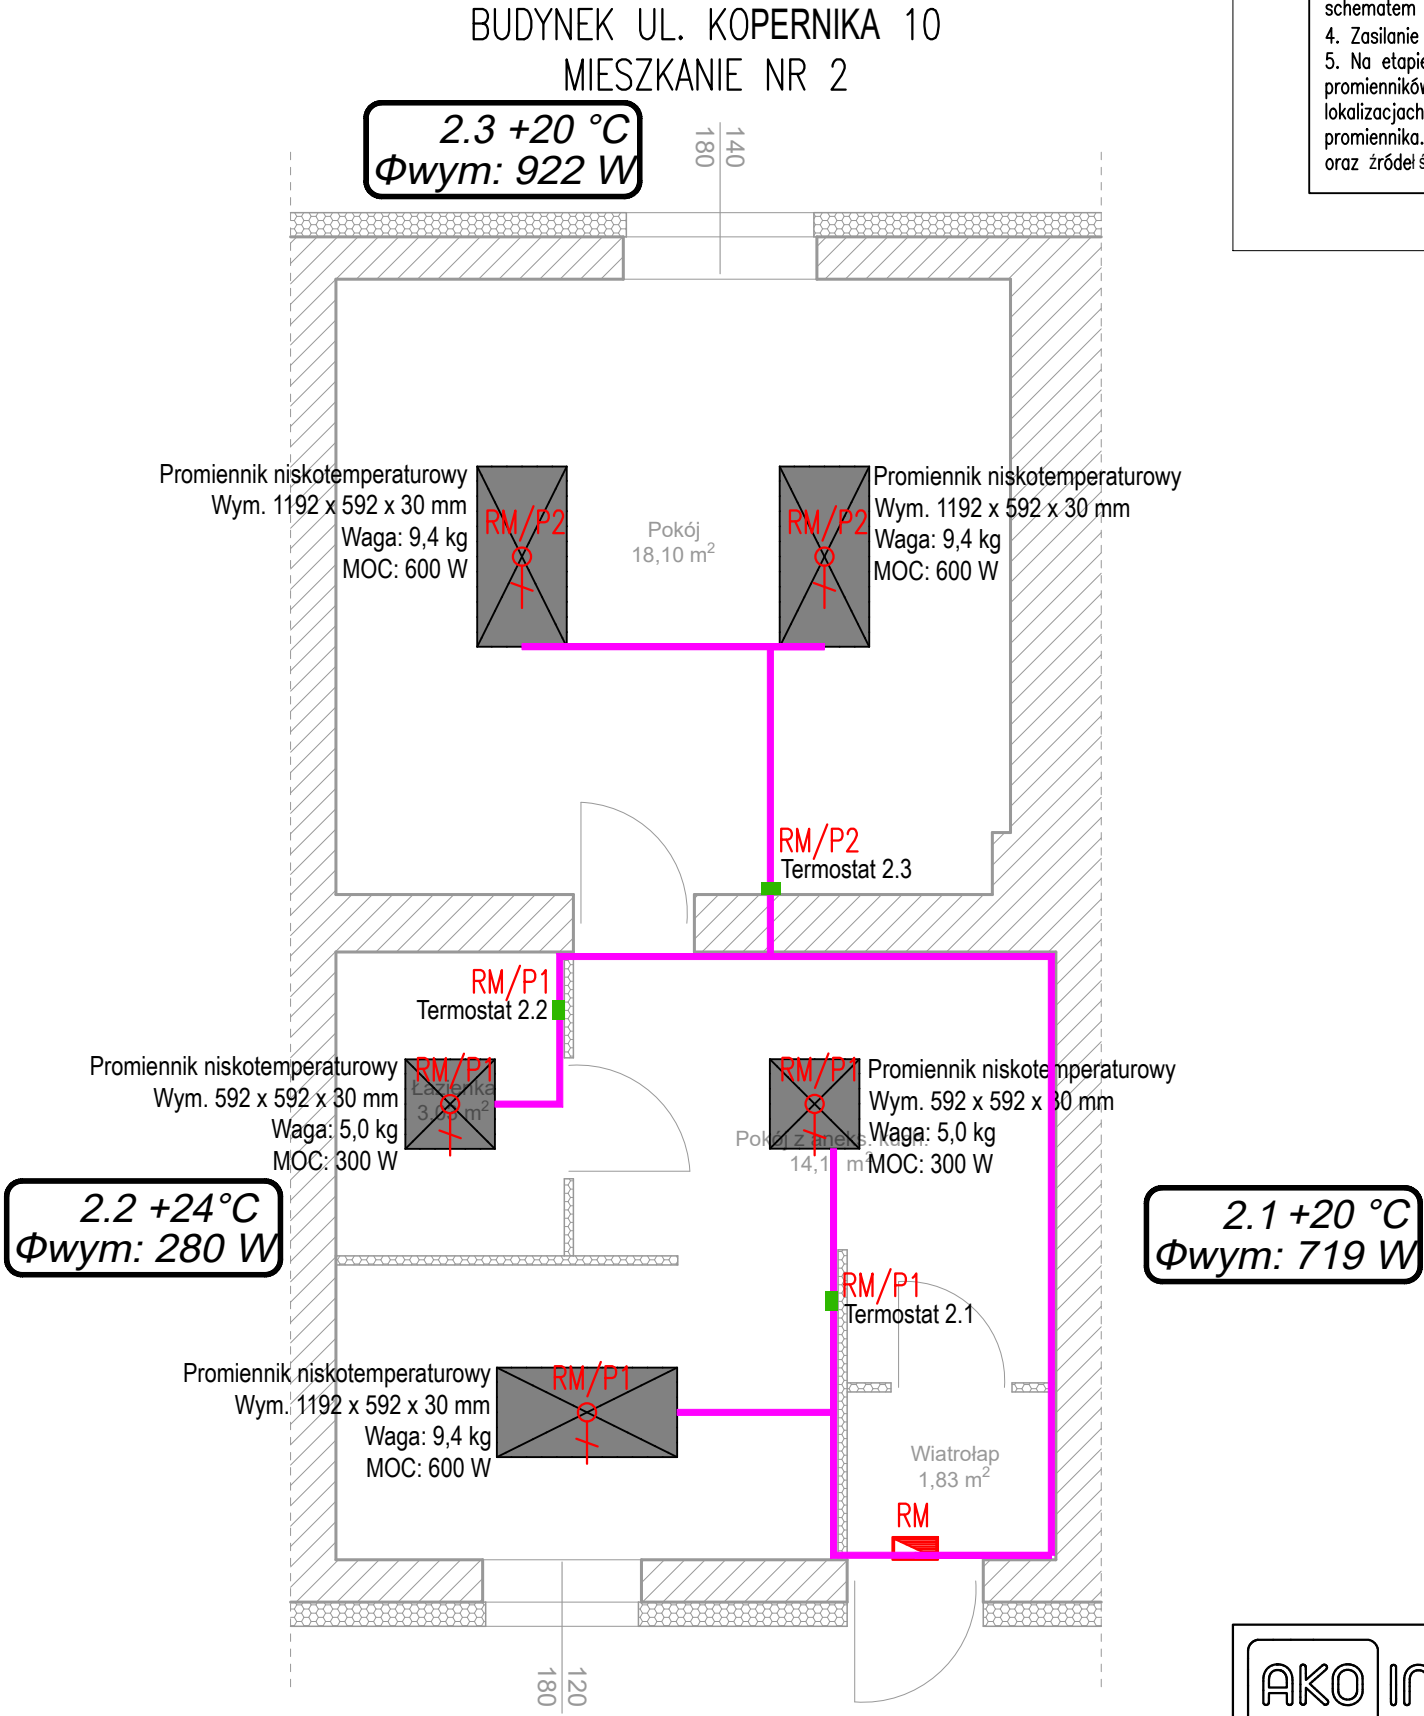 BUDYNEK UL. KOPERNIKA 10
MIESZKANIE NR 2
schematem
4. Zasilanie
5. Na etapie
promienników
lokalizacjach
promiennika.
oraz źródeł
2.3 +20 °C
Φwym: 922 W
140
180
Promiennik niskotemperaturowy
Wym. 1192 x 592 x 30 mm
Waga: 9,4 kg
MOC: 600 W
RM/P2
Pokój
18,10 m²
RM/P2
Promiennik niskotemperaturowy
Wym. 1192 x 592 x 30 mm
Waga: 9,4 kg
MOC: 600 W
RM/P2
Termostat 2.3
RM/P1
Termostat 2.2
Promiennik niskotemperaturowy
Wym. 592 x 592 x 30 mm
Waga: 5,0 kg
MOC: 300 W
RM/P1
Łazienka
m²
RM/P1
Promiennik niskotemperaturowy
Wym. 592 x 592 x 30 mm
Waga: 5,0 kg
MOC: 300 W
Pokój z aneks. kuch.
m²
2.2 +24°C
Φwym: 280 W
2.1 +20 °C
Φwym: 719 W
RM/P1
Termostat 2.1
Promiennik niskotemperaturowy
Wym. 1192 x 592 x 30 mm
Waga: 9,4 kg
MOC: 600 W
RM/P1
Wiatrołap
1,83 m²
RM
120
180
AKO